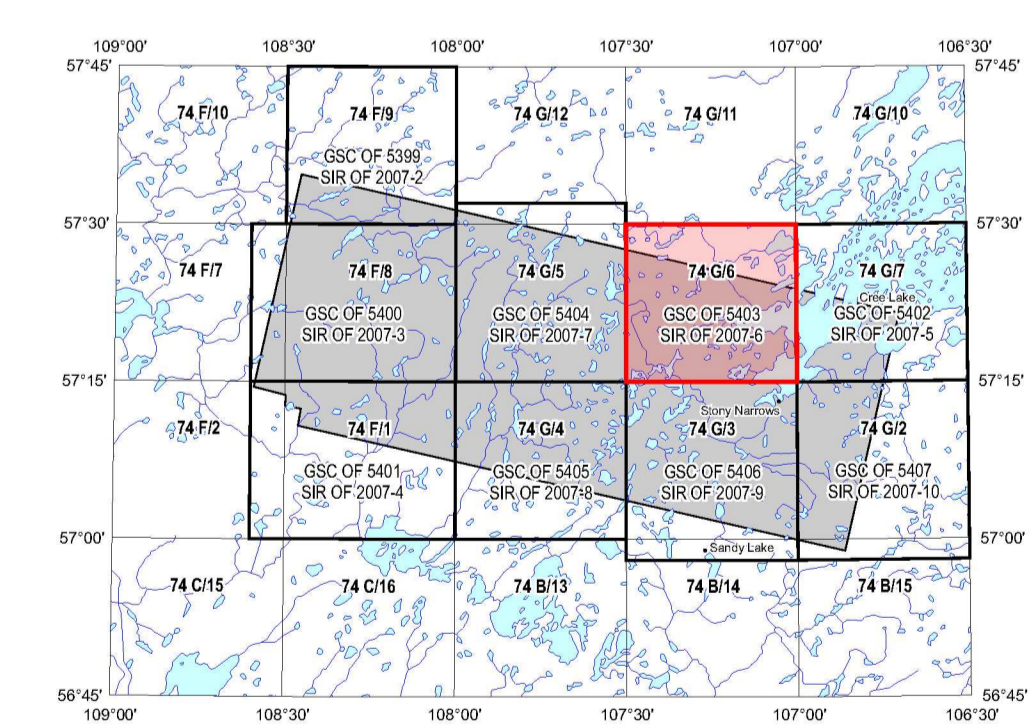 109°00'
108°30'
108°00'
107°30'
107°00'
106°30'
57°45'
57°45'
74 F/10
74 F/9
74 G/12
74 G/11
74 G/10
GSC OF 5399
SIR OF 2007-2
57°30'
57°30'
74 F/7
74 F/8
74 G/5
74 G/6
74 G/7
Cree Lake
GSC OF 5400
SIR OF 2007-3
GSC OF 5404
SIR OF 2007-7
GSC OF 5403
SIR OF 2007-6
GSC OF 5402
SIR OF 2007-5
57°15'
57°15'
Stony Narrows
74 F/2
74 F/1
74 G/4
74 G/3
74 G/2
GSC OF 5401
SIR OF 2007-4
GSC OF 5405
SIR OF 2007-8
GSC OF 5406
SIR OF 2007-9
GSC OF 5407
SIR OF 2007-10
57°00'
57°00'
Sandy Lake
74 C/15
74 C/16
74 B/13
74 B/14
74 B/15
56°45'
56°45'
109°00'
108°30'
108°00'
107°30'
107°00'
106°30'